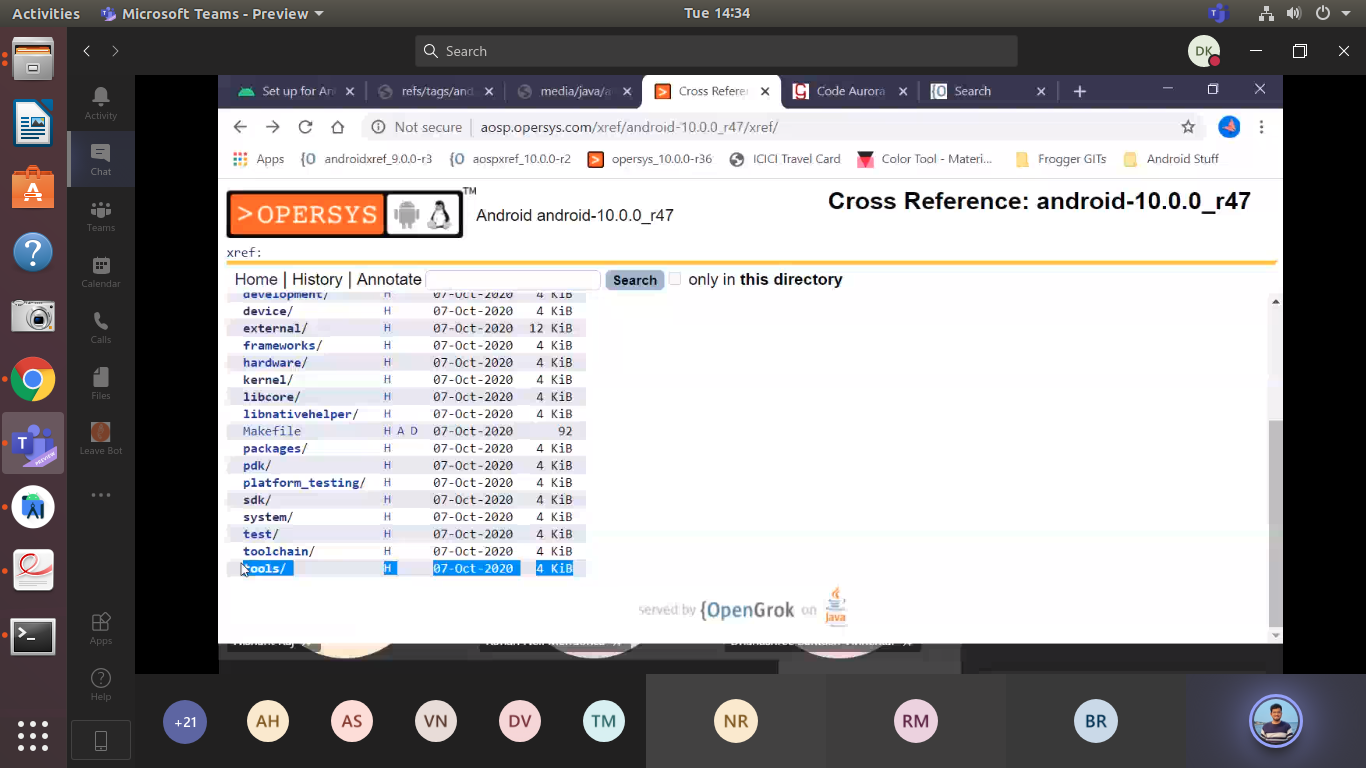 Activities Microsoft Teams - Preview Tue 14:34
Search DK
Activity
Chat
Teams
Calendar
Calls
Files
Leave Bot
Apps
Help
Set up for An refs/tags/and media/java/a Cross Refere Code Aurora Search
Not secure aosp.opersys.com/xref/android-10.0.0_r47/xref/
Apps androidxref_9.0.0-r3 aospxref_10.0.0-r2 opersys_10.0.0-r36 ICICI Travel Card Color Tool - Materi... Frogger GITs Android Stuff
>OPERSYS TM Android android-10.0.0_r47 Cross Reference: android-10.0.0_r47
xref:
Home | History | Annotate Search only in this directory
development/ H 07-Oct-2020 4 KiB
device/ H 07-Oct-2020 4 KiB
external/ H 07-Oct-2020 12 KiB
frameworks/ H 07-Oct-2020 4 KiB
hardware/ H 07-Oct-2020 4 KiB
kernel/ H 07-Oct-2020 4 KiB
libcore/ H 07-Oct-2020 4 KiB
libnativehelper/ H 07-Oct-2020 4 KiB
Makefile H A D 07-Oct-2020 92
packages/ H 07-Oct-2020 4 KiB
pdk/ H 07-Oct-2020 4 KiB
platform_testing/ H 07-Oct-2020 4 KiB
sdk/ H 07-Oct-2020 4 KiB
system/ H 07-Oct-2020 4 KiB
test/ H 07-Oct-2020 4 KiB
toolchain/ H 07-Oct-2020 4 KiB
tools/ H 07-Oct-2020 4 KiB
served by {OpenGrok on Java
+21 AH AS VN DV TM NR RM BR